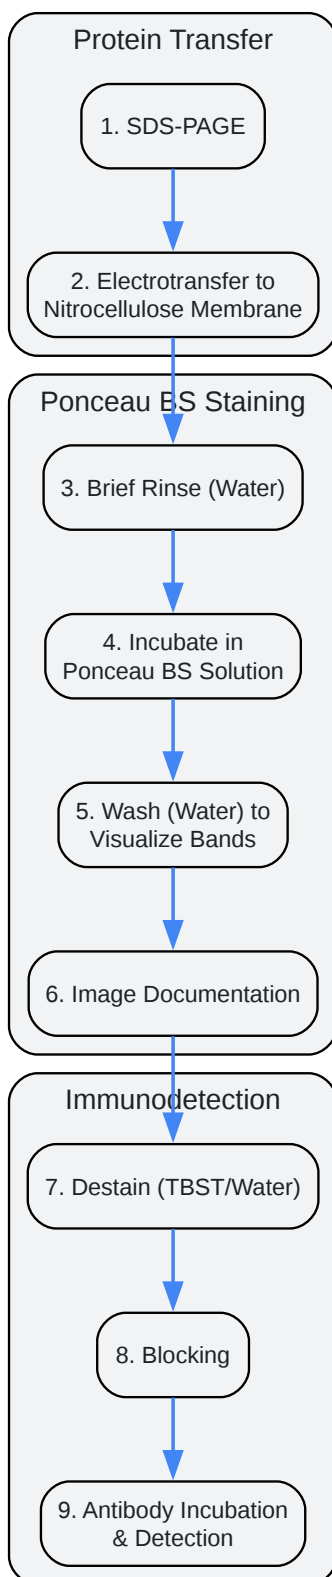 Protein Transfer
1. SDS-PAGE
2. Electrotransfer to
Nitrocellulose Membrane
Ponceau BS Staining
3. Brief Rinse (Water)
4. Incubate in
Ponceau BS Solution
5. Wash (Water) to
Visualize Bands
6. Image Documentation
Immunodetection
7. Destain (TBST/Water)
8. Blocking
9. Antibody Incubation
& Detection